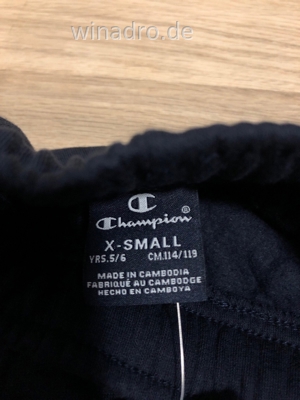 winadro.de
Champion
X-SMALL
YRS.5/6 CM.114/119
MADE IN CAMBODIA
FABRIQUÉ AU CAMBODGE
HECHO EN CAMBOYA